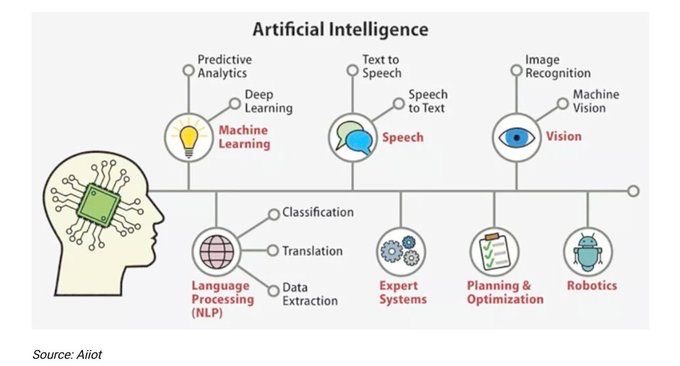 Artificial Intelligence
Predictive
Analytics
Deep
Learning
Machine
Learning
Text to
Speech
Speech
to Text
Speech
Image
Recognition
Machine
Vision
Vision
Classification
Translation
Data
Extraction
Language
Processing
(NLP)
Expert
Systems
Planning &
Optimization
Robotics
Source: Aiiot